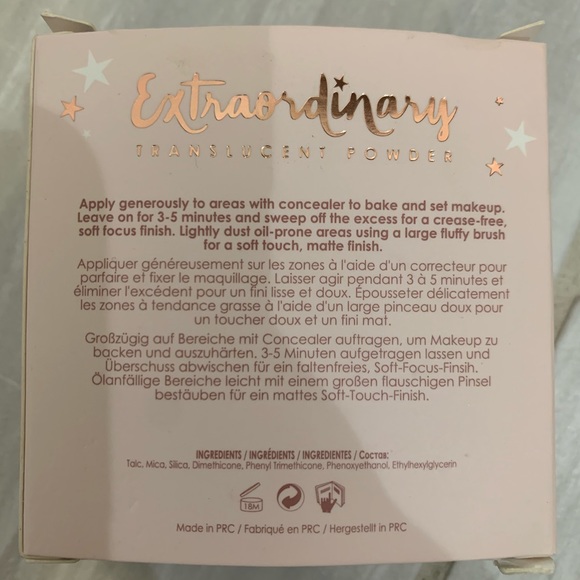 Extraordinary
TRANSLUCENT POWDER
Apply generously to areas with concealer to bake and set makeup.
Leave on for 3-5 minutes and sweep off the excess for a crease-free,
soft focus finish. Lightly dust oil-prone areas using a large fluffy brush
for a soft touch, matte finish.
Appliquer généreusement sur les zones à l'aide d'un correcteur pour
parfaite et fixer le maquillage. Laisser agir pendant 3 à 5 minutes et
éliminer l'excédent pour un fini lisse et doux. Épousseter délicatement
les zones à tendance grasse à l'aide d'un large pinceau doux pour
un toucher doux et un fini mat.
Großzügig auf Bereiche mit Concealer auftragen, um Makeup zu
backen und auszuhärten. 3-5 Minuten aufgetragen lassen und
Überschuss abwischen für ein faltenfreies, Soft-Focus-Finsih.
Ölanfällige Bereiche leicht mit einem großen flauschigen Pinsel
bestäuben für ein mattes Soft-Touch-Finish.
INGREDIENTS / INGRÉDIENTS / INGREDIENTES / Состав:
Talc, Mica, Silica, Dimethicone, Phenyl Trimethicone, Phenoxyethanol, Ethylhexylglycerin
18M
Made in PRC / Fabriqué en PRC / Hergestellt in PRC